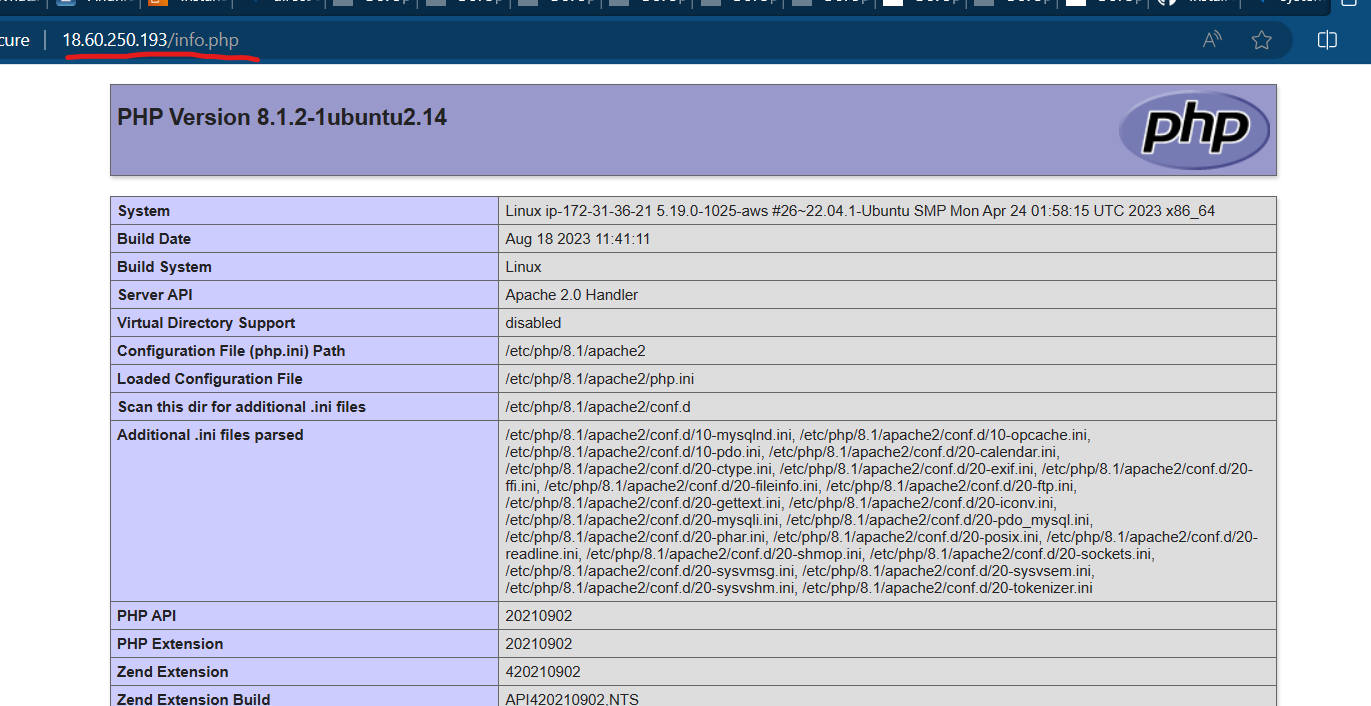 cure 18.60.250.193/info.php
PHP Version 8.1.2-1ubuntu2.14
php
System Linux ip-172-31-36-21 5.19.0-1025-aws #26~22.04.1-Ubuntu SMP Mon Apr 24 01:58:15 UTC 2023 x86_64
Build Date Aug 18 2023 11:41:11
Build System Linux
Server API Apache 2.0 Handler
Virtual Directory Support disabled
Configuration File (php.ini) Path /etc/php/8.1/apache2
Loaded Configuration File /etc/php/8.1/apache2/php.ini
Scan this dir for additional .ini files /etc/php/8.1/apache2/conf.d
Additional .ini files parsed /etc/php/8.1/apache2/conf.d/10-mysqlnd.ini, /etc/php/8.1/apache2/conf.d/10-opcache.ini,
/etc/php/8.1/apache2/conf.d/10-pdo.ini, /etc/php/8.1/apache2/conf.d/20-calendar.ini,
/etc/php/8.1/apache2/conf.d/20-ctype.ini, /etc/php/8.1/apache2/conf.d/20-exif.ini, /etc/php/8.1/apache2/conf.d/20-
ffi.ini, /etc/php/8.1/apache2/conf.d/20-fileinfo.ini, /etc/php/8.1/apache2/conf.d/20-ftp.ini,
/etc/php/8.1/apache2/conf.d/20-gettext.ini, /etc/php/8.1/apache2/conf.d/20-iconv.ini,
/etc/php/8.1/apache2/conf.d/20-mysqli.ini, /etc/php/8.1/apache2/conf.d/20-pdo_mysql.ini,
/etc/php/8.1/apache2/conf.d/20-phar.ini, /etc/php/8.1/apache2/conf.d/20-posix.ini, /etc/php/8.1/apache2/conf.d/20-
readline.ini, /etc/php/8.1/apache2/conf.d/20-shmop.ini, /etc/php/8.1/apache2/conf.d/20-sockets.ini,
/etc/php/8.1/apache2/conf.d/20-sysvmsg.ini, /etc/php/8.1/apache2/conf.d/20-sysvsem.ini,
/etc/php/8.1/apache2/conf.d/20-sysvshm.ini, /etc/php/8.1/apache2/conf.d/20-tokenizer.ini
PHP API 20210902
PHP Extension 20210902
Zend Extension 420210902
Zend Extension Build API420210902,NTS